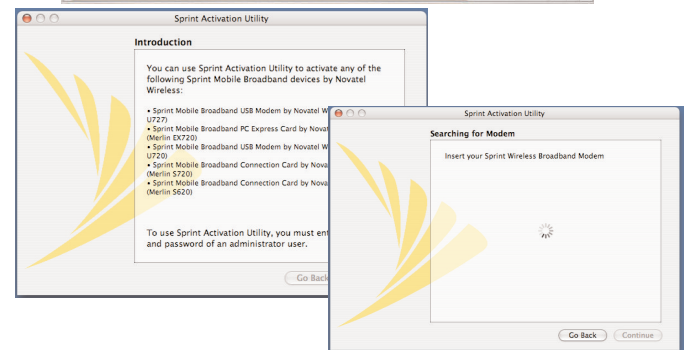 Sprint Activation Utility
Introduction
You can use Sprint Activation Utility to activate any of the
following Sprint Mobile Broadband devices by Novatel
Wireless:
• Sprint Mobile Broadband USB Modem by Novatel W
U727)
• Sprint Mobile Broadband PC Express Card by Nova
(Merlin EX720)
• Sprint Mobile Broadband USB Modem by Novatel W
U720)
• Sprint Mobile Broadband Connection Card by Nova
(Merlin S720)
• Sprint Mobile Broadband Connection Card by Nova
(Merlin S620)
To use Sprint Activation Utility, you must ent
and password of an administrator user.
Go Back
Sprint Activation Utility
Searching for Modem
Insert your Sprint Wireless Broadband Modem
Go Back
Continue